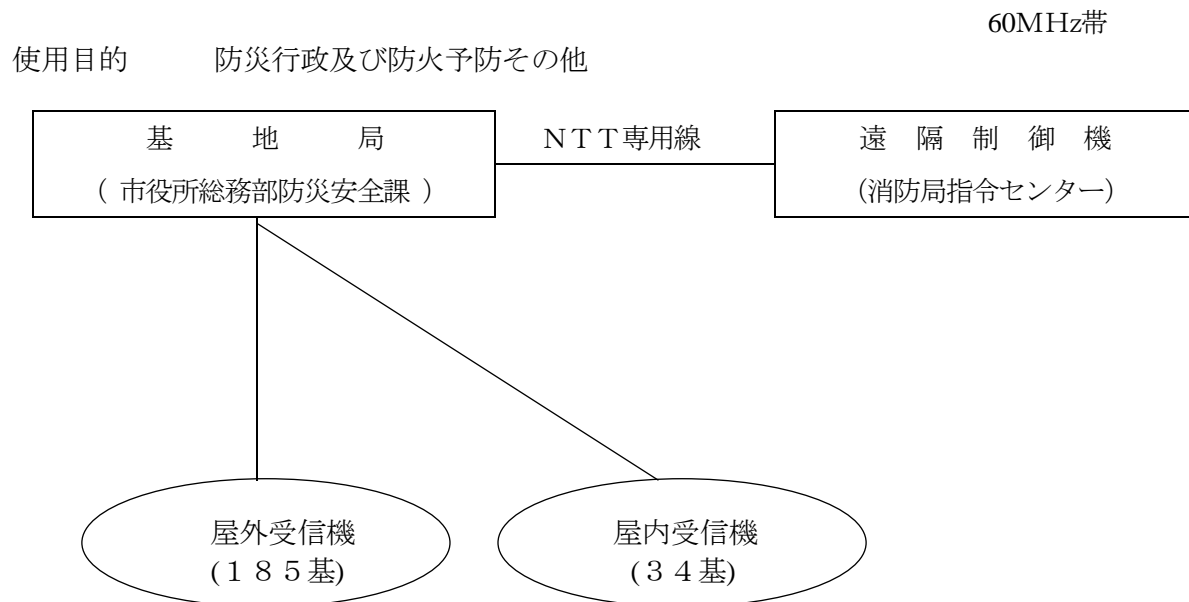 60MHz帯
使用目的 防災行政及び防火予防その他
基 地 局 NTT専用線 遠 隔 制 御 機
( 市役所総務部防災安全課 ) (消防局指令センター)
屋外受信機 屋内受信機
(185基) (34基)